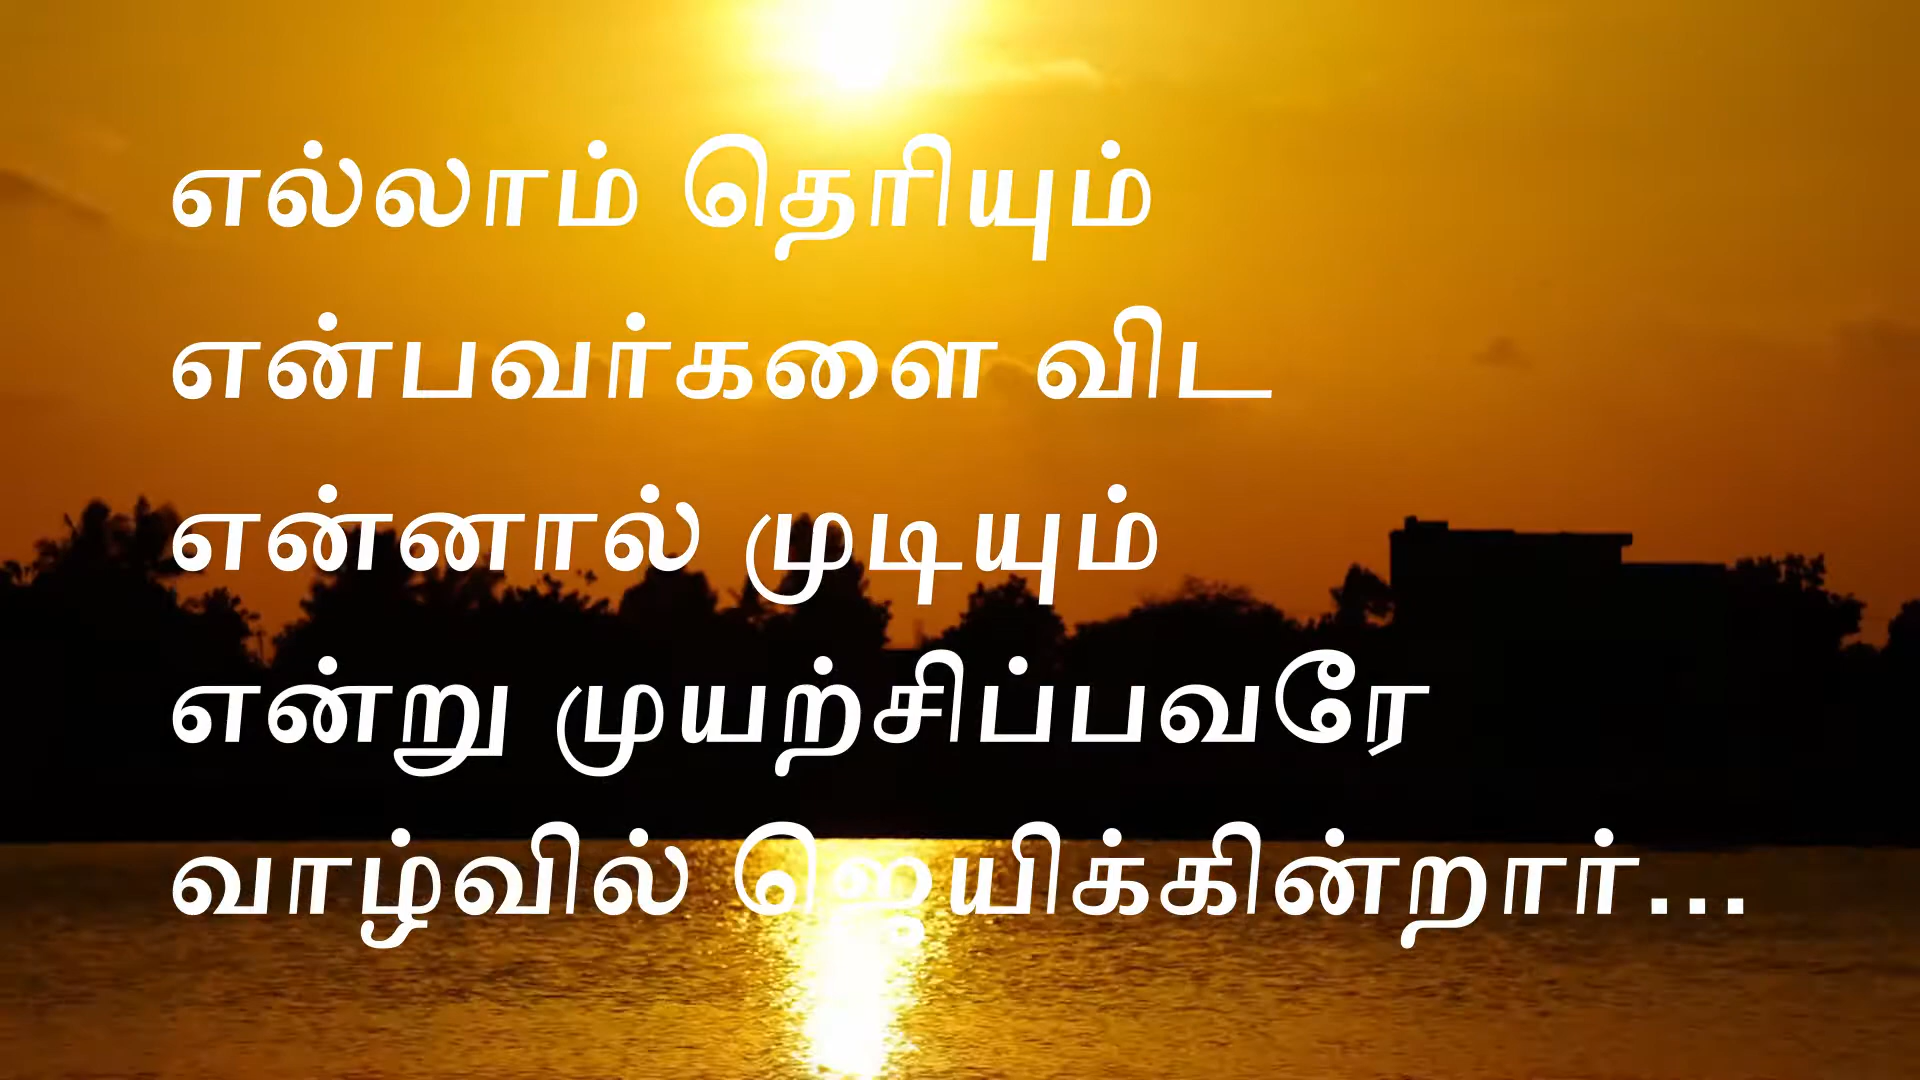 எல்லாம் தெரியும்
என்பவர்களை விட
என்னால் முடியும்
என்று முயற்சிப்பவரே
வாழ்வில் ஜெயிக்கின்றார்...